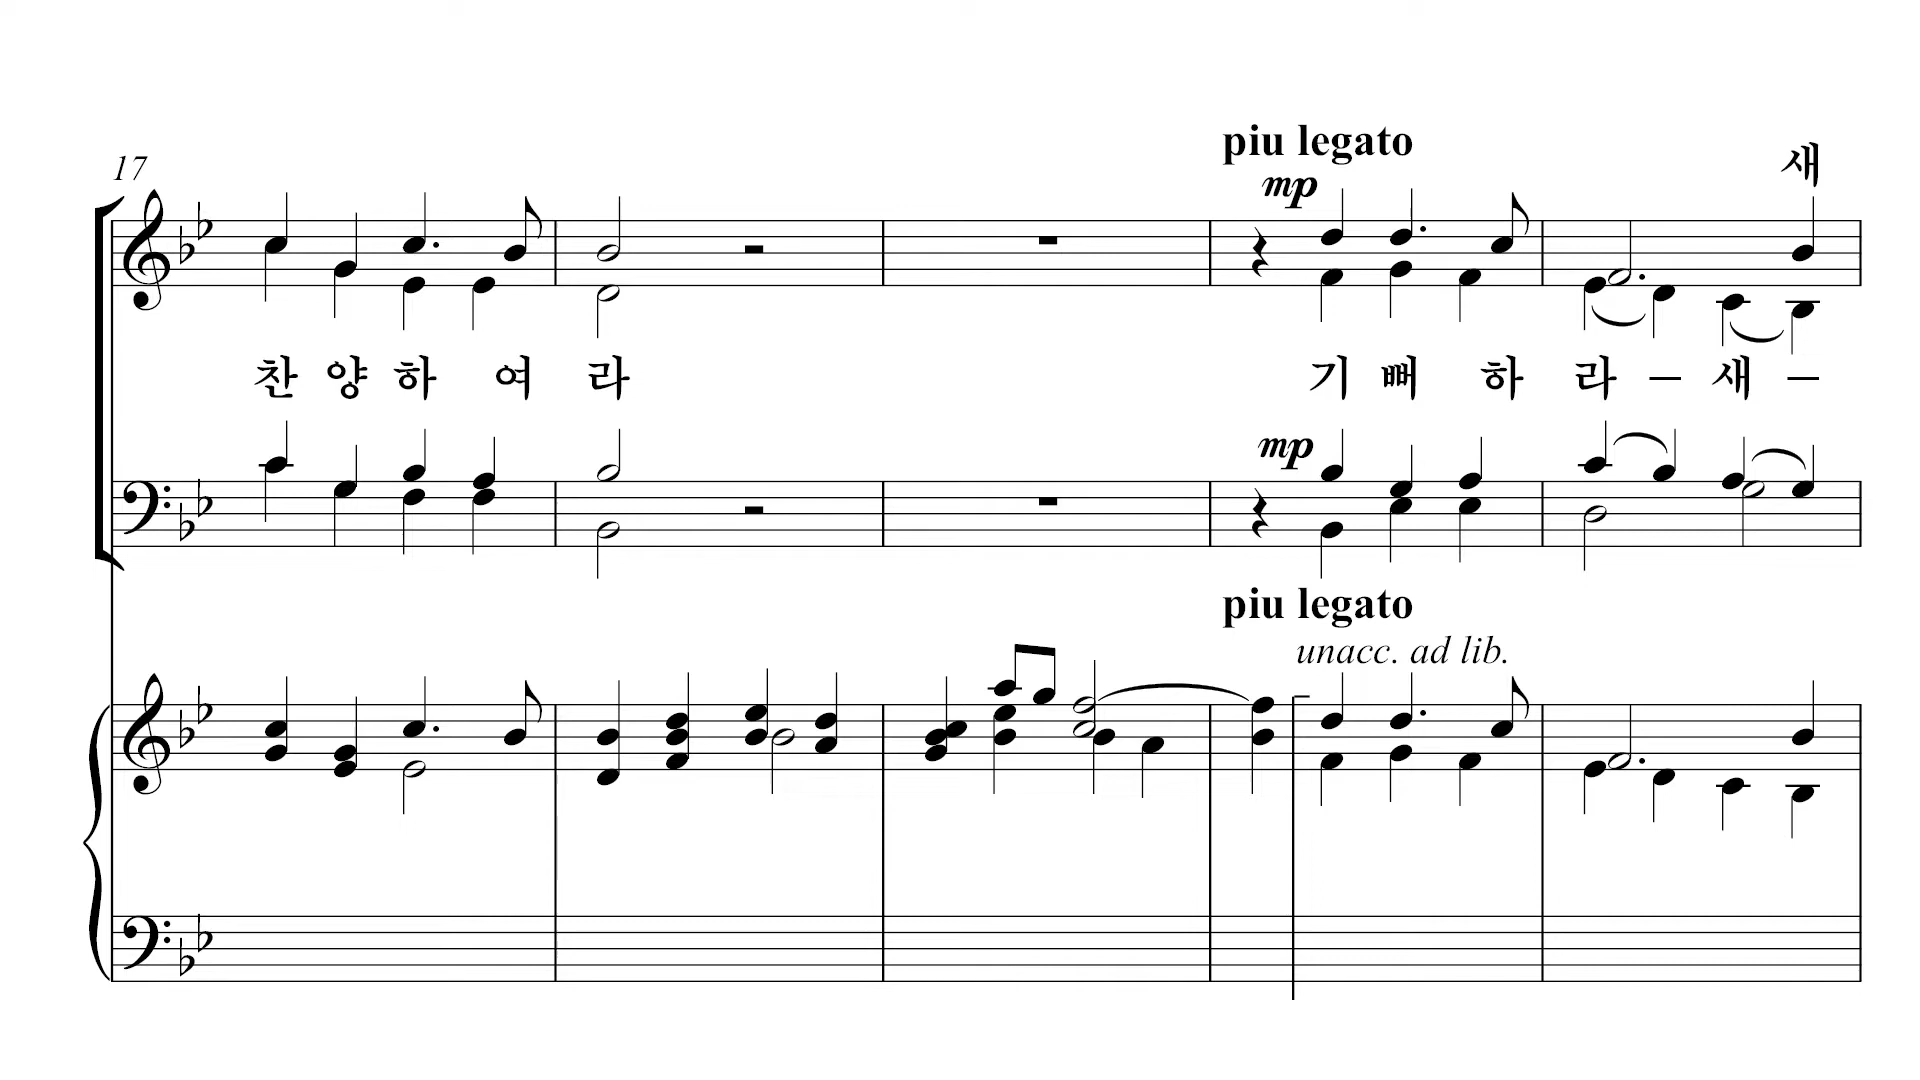 piu legato
17
mp
새
찬 양 하 여 라 기 뻐 하 라 – 새 –
mp
piu legato
unacc. ad lib.